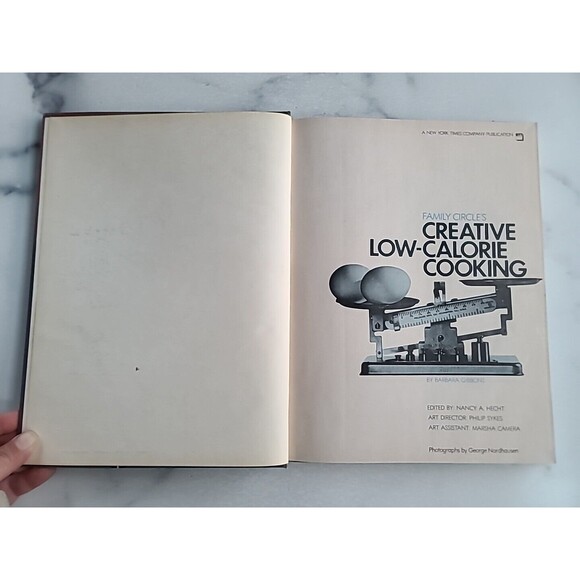 A NEW YORK TIMES COMPANY PUBLICATION
FAMILY CIRCLE'S
CREATIVE
LOW-CALORIE
COOKING
BY BARBARA GIBBONS
EDITED BY: NANCY A. HECHT
ART DIRECTOR: PHILIP SYKES
ART ASSISTANT: MARSHA CAMERA
Photographs by George Nordhausen